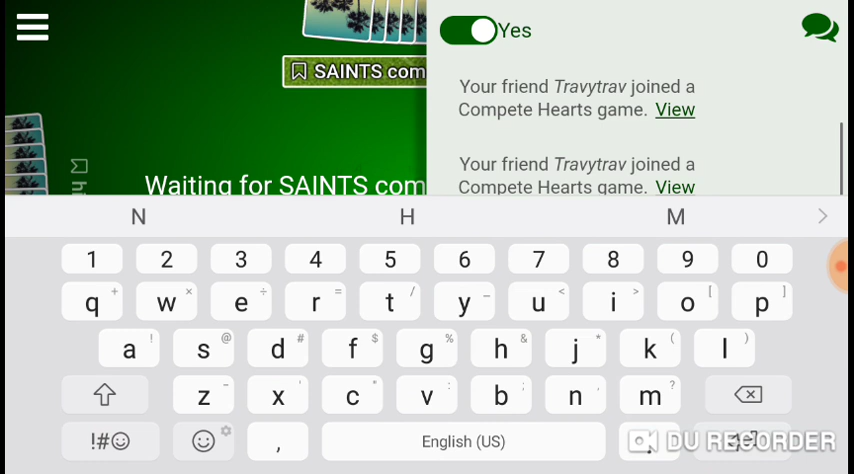 Yes
SAINTS com
Your friend Travytrav joined a
Compete Hearts game. View
Your friend Travytrav joined a
Compete Hearts game. View
hi
Waiting for SAINTS com
N H M
1 2 3 4 5 6 7 8 9 0
q + w × e ÷ r = t / y _ u < i > o [ p ]
a ! s @ d # f $ g % h & j * k ( l )
z - x ' c " v : b ; n , m ?
!#☺ , English (US) .
DU RECORDER